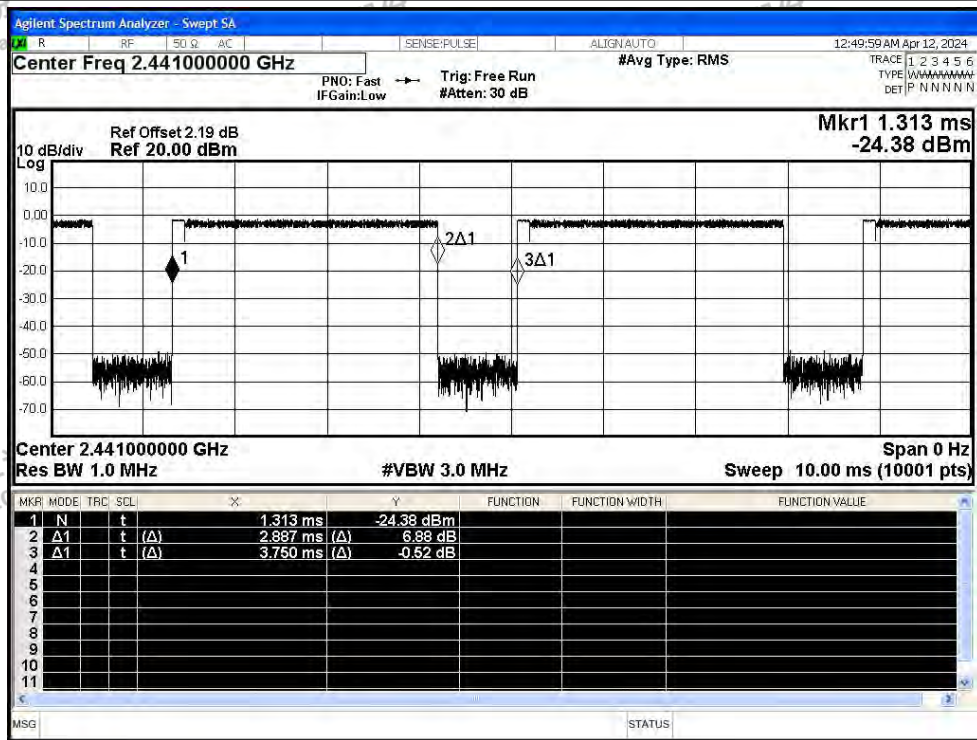 Agilent Spectrum Analyzer - Swept SA
LXI R RF 50 Ω AC SENSE:PULSE ALIGN AUTO 12:49:59 AM Apr 12, 2024
Center Freq 2.441000000 GHz #Avg Type: RMS TRACE 1 2 3 4 5 6
PNO: Fast Trig: Free Run TYPE WWWWWW
IFGain:Low #Atten: 30 dB DET P N N N N N
Mkr1 1.313 ms
Ref Offset 2.19 dB
10 dB/div Ref 20.00 dBm -24.38 dBm
Log
10.0
0.00
2Δ1
-10.0
1 3Δ1
-20.0
-30.0
-40.0
-50.0
-60.0
-70.0
Center 2.441000000 GHz Span 0 Hz
Res BW 1.0 MHz #VBW 3.0 MHz Sweep 10.00 ms (10001 pts)
MKR MODE TRC SCL X Y FUNCTION FUNCTION WIDTH FUNCTION VALUE
1 N t 1.313 ms -24.38 dBm
2 Δ1 t (Δ) 2.887 ms (Δ) 6.88 dB
3 Δ1 t (Δ) 3.750 ms (Δ) -0.52 dB
4
5
6
7
8
9
10
11
MSG STATUS